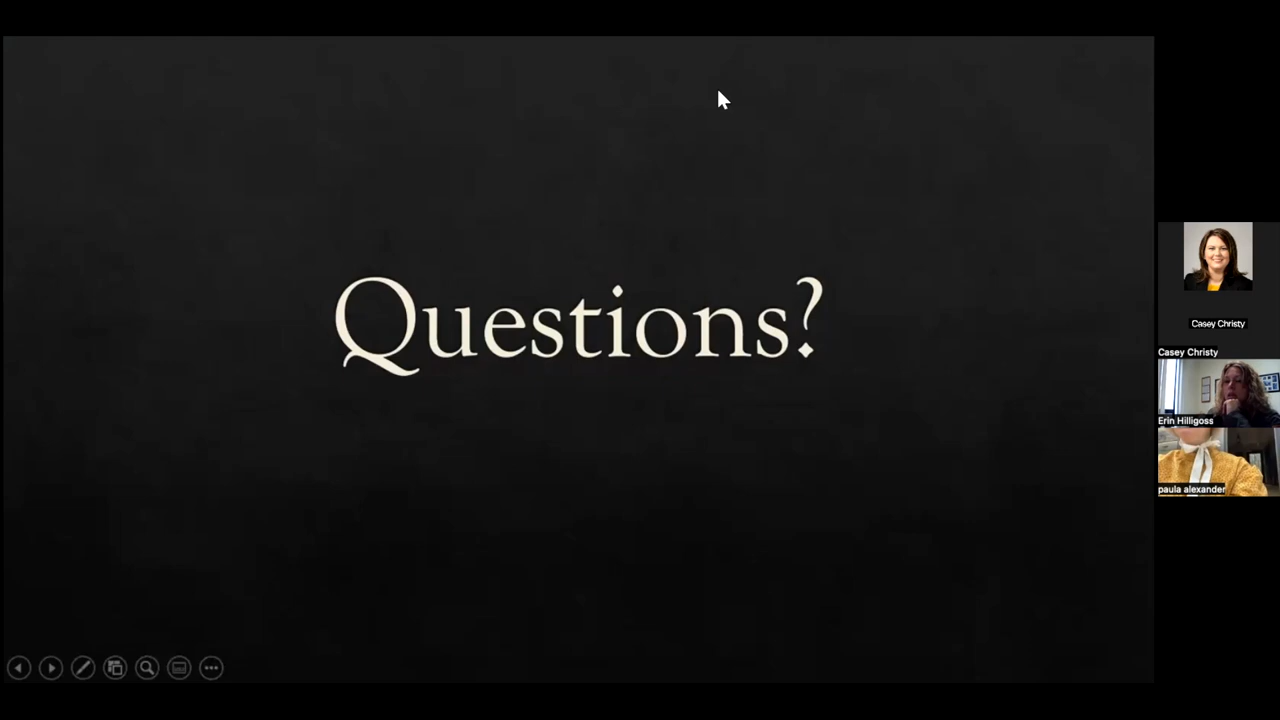 Questions?
Casey Christy
Casey Christy
Erin Hilligoss
paula alexander